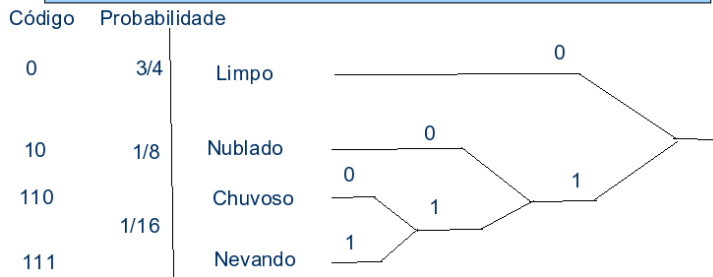 Código Probabilidade
0 3/4 Limpo 0
10 1/8 Nublado 0
110 Chuvoso 0 1 1
1/16
111 Nevando 1